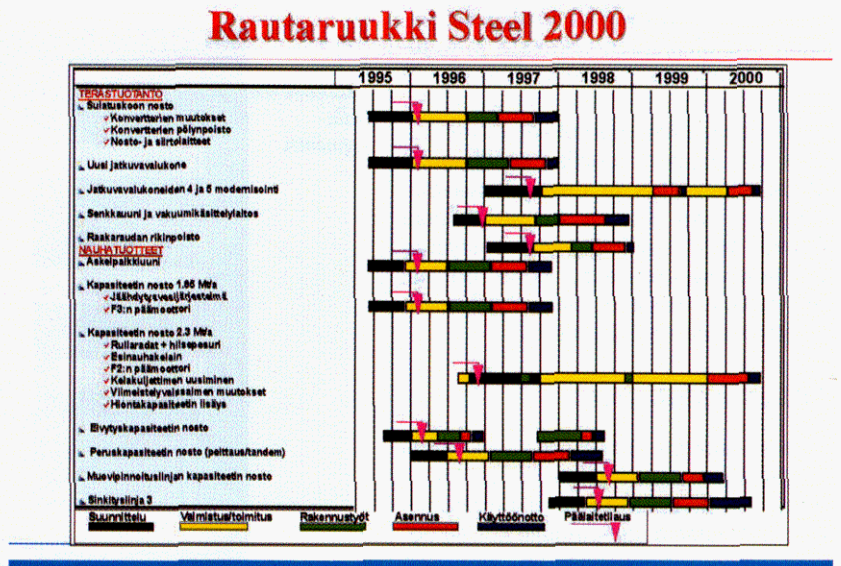 Rautaruukki Steel 2000
1995 1996 1997 1998 1999 2000
TERÄSTUOTANTO
Sulatuskoon nosto
Konvertterien muutokset
Konvertterien pölynpoisto
Nosto- ja siirtolaitteet
Uusi jatkuvavalukone
Jatkuvavalukoneiden 4 ja 5 modernisointi
Senkkauuni ja vakuumikäsittelylaitos
Raakaraudan rikinpoisto
NAUHATUOTTEET
Askelpalkkiuuni
Kapasiteetin nosto 1.85 Mt/a
Jäähdytysvesijärjestelmä
F3:n päämoottori
Kapasiteetin nosto 2.3 Mt/a
Rullaradat + hilsepesuri
Esinauhakelain
F2:n päämoottori
Kelakuljettimen uusiminen
Viimeistelyvalssaimen muutokset
Hiontakapasiteetin lisäys
Elvytyskapasiteetin nosto
Peruskapasiteetin nosto (peittaus/tandem)
Muovipinnoituslinjan kapasiteetin nosto
Sinkityslinja 3
Suunnittelu Valmistus/toimitus Rakennustyöt Asennus Käyttöönotto Päälaitetilaus